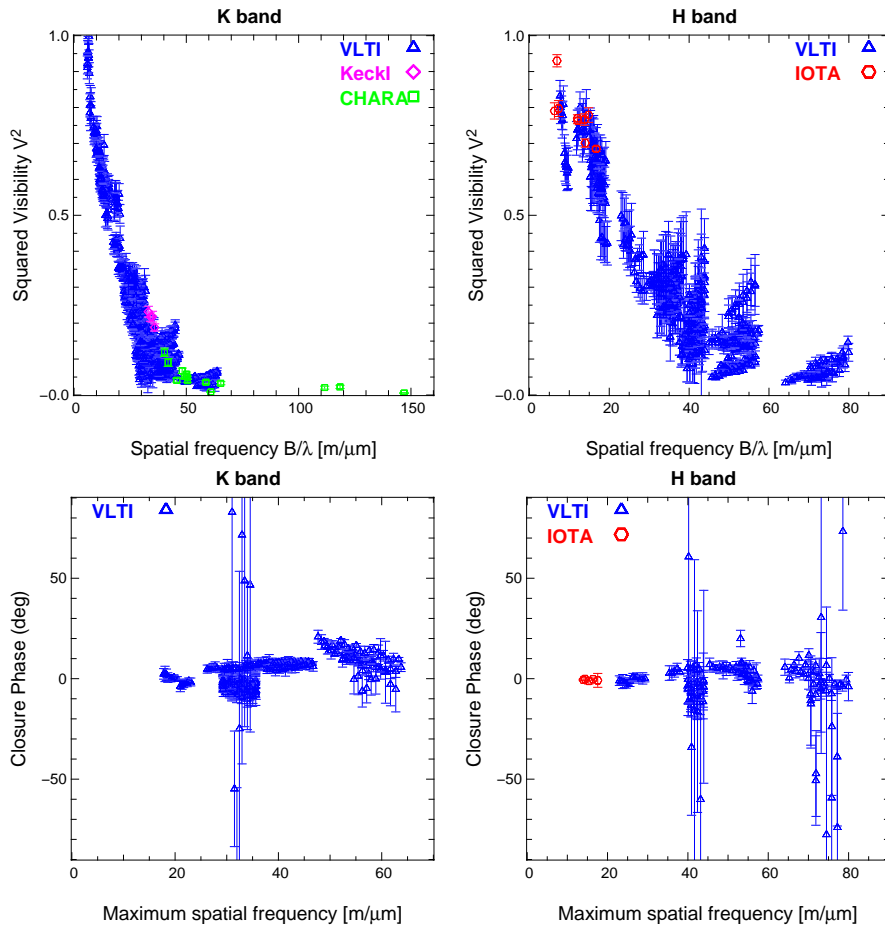 K band
H band
VLTI
KeckI
CHARA
VLTI
IOTA
Squared Visibility V²
1.0
0.5
−0.0
0 50 100 150
Spatial frequency B/λ [m/μm]
Squared Visibility V²
1.0
0.5
−0.0
0 20 40 60 80
Spatial frequency B/λ [m/μm]
K band
H band
VLTI
VLTI
IOTA
Closure Phase (deg)
50
0
−50
0 20 40 60
Maximum spatial frequency [m/μm]
Closure Phase (deg)
50
0
−50
0 20 40 60 80
Maximum spatial frequency [m/μm]